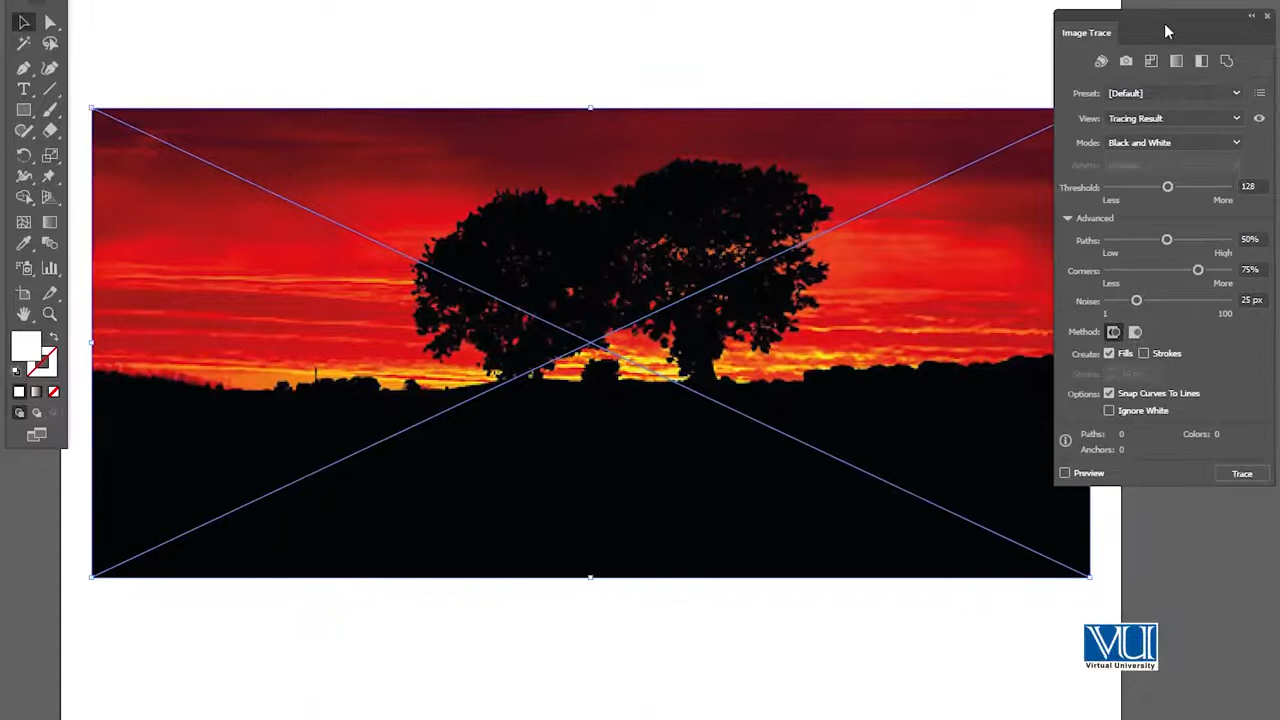 Image Trace
Preset: [Default]
View: Tracing Result
Mode: Black and White
Threshold: 128
Less More
Advanced
Paths: 50%
Low High
Corners: 75%
Less More
Noise: 25 px
1 100
Method:
Create: Fills Strokes
Options: Snap Curves To Lines
Ignore White
Paths: 0 Colors: 0
Anchors: 0
Preview Trace
VU
Virtual University